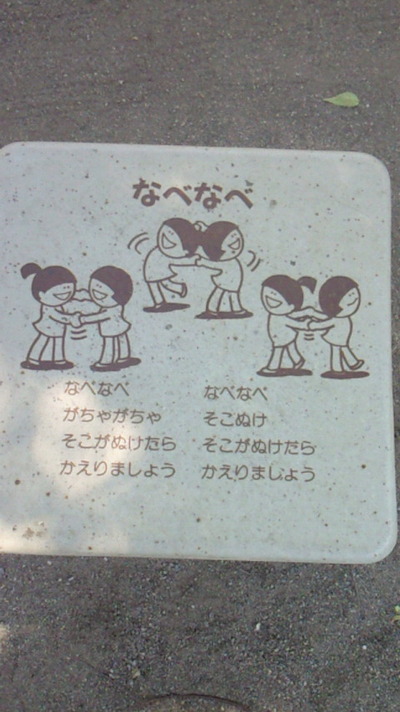 なべなべ
なべなべ
がちゃがちゃ
そこがぬけたら
かえりましょう
なべなべ
そこぬけ
そこがぬけたら
かえりましょう